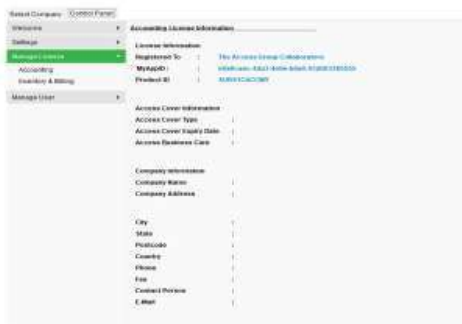 Select Company Control Panel
Welcome
Settings
Manage License
Accounting
Inventory & Billing
Manage User
Accounting License Information
License Information
Registered To :
MyAppID :
Product ID :
Access Cover Information
Access Cover Type :
Access Cover Expiry Date :
Access Business Care :
Company Information
Company Name :
Company Address :
City :
State :
Postcode :
Country :
Phone :
Fax :
Contact Person :
E-Mail :